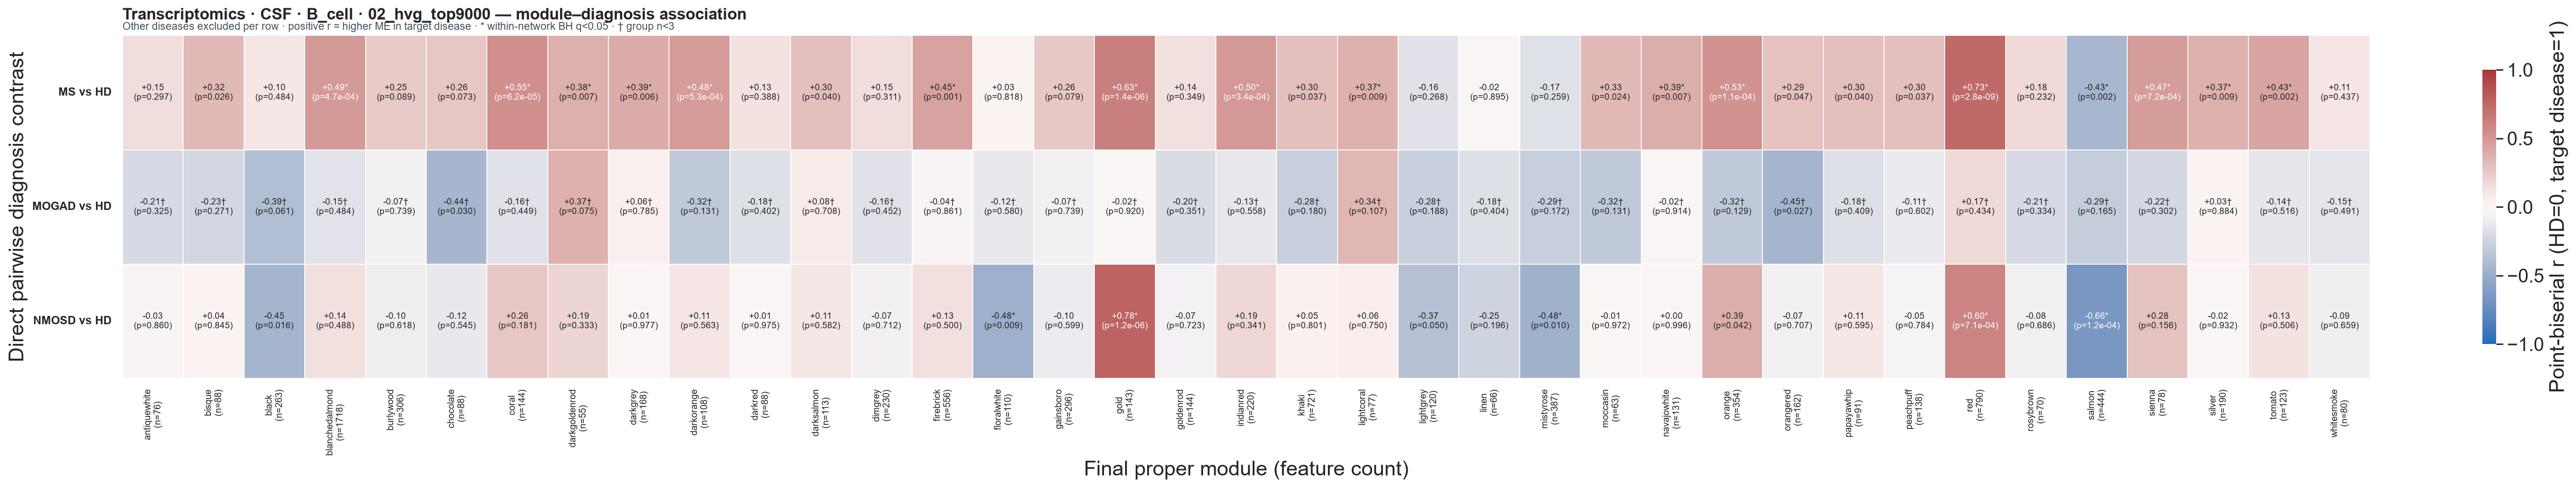 Transcriptomics · CSF · B_cell · 02_hvg_top9000 — module–diagnosis association
Other diseases excluded per row · positive r = higher ME in target disease · * within-network BH q<0.05 · † group n<3
Direct pairwise diagnosis contrast
MS vs HD
+0.15 +0.32 +0.10 +0.49* +0.25 +0.26 +0.55* +0.38* +0.39* +0.48* +0.13 +0.30 +0.15 +0.45* +0.03 +0.26 +0.63* +0.14 +0.50* +0.30 +0.37* -0.16 -0.02 -0.17 +0.33 +0.39* +0.53* +0.29 +0.30 +0.30 +0.73* +0.18 -0.43* +0.47* +0.37* +0.43* +0.11
(p=0.297) (p=0.026) (p=0.484) (p=4.7e-04) (p=0.089) (p=0.073) (p=6.2e-05) (p=0.007) (p=0.006) (p=5.3e-04) (p=0.388) (p=0.040) (p=0.311) (p=0.001) (p=0.818) (p=0.079) (p=1.4e-06) (p=0.349) (p=3.4e-04) (p=0.037) (p=0.009) (p=0.268) (p=0.895) (p=0.259) (p=0.024) (p=0.007) (p=1.1e-04) (p=0.047) (p=0.040) (p=0.037) (p=2.8e-09) (p=0.232) (p=0.002) (p=7.2e-04) (p=0.009) (p=0.002) (p=0.437)
MOGAD vs HD
-0.21† -0.23† -0.39† -0.15† -0.07† -0.44† -0.16† +0.37† +0.06† -0.32† -0.18† +0.08† -0.16† -0.04† -0.12† -0.07† -0.02† -0.20† -0.13† -0.28† +0.34† -0.28† -0.18† -0.29† -0.32† -0.02† -0.32† -0.45† -0.18† -0.11† +0.17† -0.21† -0.29† -0.22† +0.03† -0.14† -0.15†
(p=0.325) (p=0.271) (p=0.061) (p=0.484) (p=0.739) (p=0.030) (p=0.449) (p=0.075) (p=0.785) (p=0.131) (p=0.402) (p=0.708) (p=0.452) (p=0.861) (p=0.580) (p=0.739) (p=0.920) (p=0.351) (p=0.558) (p=0.180) (p=0.107) (p=0.188) (p=0.404) (p=0.172) (p=0.131) (p=0.914) (p=0.129) (p=0.027) (p=0.409) (p=0.602) (p=0.434) (p=0.334) (p=0.165) (p=0.302) (p=0.884) (p=0.516) (p=0.491)
NMOSD vs HD
-0.03 +0.04 -0.45 +0.14 -0.10 -0.12 +0.26 +0.19 +0.01 +0.11 +0.01 +0.11 -0.07 +0.13 -0.48* -0.10 +0.78* -0.07 +0.19 +0.05 +0.06 -0.37 -0.25 -0.48* -0.01 +0.00 +0.39 -0.07 +0.11 -0.05 +0.60* -0.08 -0.66* +0.28 -0.02 +0.13 -0.09
(p=0.860) (p=0.845) (p=0.016) (p=0.488) (p=0.618) (p=0.545) (p=0.181) (p=0.333) (p=0.977) (p=0.563) (p=0.975) (p=0.582) (p=0.712) (p=0.500) (p=0.009) (p=0.599) (p=1.2e-06) (p=0.723) (p=0.341) (p=0.801) (p=0.750) (p=0.050) (p=0.196) (p=0.010) (p=0.972) (p=0.996) (p=0.042) (p=0.707) (p=0.595) (p=0.784) (p=7.1e-04) (p=0.686) (p=1.2e-04) (p=0.156) (p=0.932) (p=0.506) (p=0.659)
antiquewhite
(n=76)
bisque
(n=88)
black
(n=263)
blanchedalmond
(n=1718)
burlywood
(n=306)
chocolate
(n=88)
coral
(n=144)
darkgoldenrod
(n=55)
darkgrey
(n=168)
darkorange
(n=108)
darkred
(n=88)
darksalmon
(n=113)
dimgrey
(n=230)
firebrick
(n=556)
floralwhite
(n=110)
gainsboro
(n=296)
gold
(n=143)
goldenrod
(n=144)
indianred
(n=220)
khaki
(n=721)
lightcoral
(n=77)
lightgrey
(n=120)
linen
(n=66)
mistyrose
(n=387)
moccasin
(n=63)
navajowhite
(n=131)
orange
(n=354)
orangered
(n=162)
papayawhip
(n=91)
peachpuff
(n=138)
red
(n=790)
rosybrown
(n=70)
salmon
(n=444)
sienna
(n=78)
silver
(n=190)
tomato
(n=123)
whitesmoke
(n=80)
Final proper module (feature count)
1.0
0.5
0.0
−0.5
−1.0
Point-biserial r (HD=0, target disease=1)